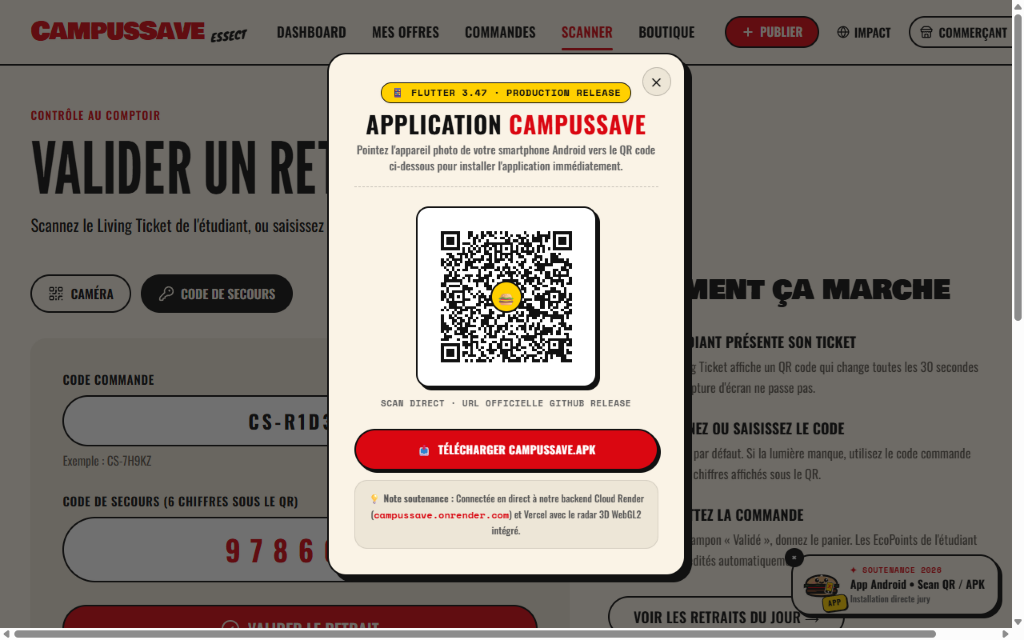 CAMPUSSAVE ESSECT
DASHBOARD
MES OFFRES
COMMANDES
SCANNER
BOUTIQUE
+ PUBLIER
IMPACT
COMMERÇANT
CONTRÔLE AU COMPTOIR
VALIDER UN RET
Scannez le Living Ticket de l'étudiant, ou saisissez
CAMÉRA
CODE DE SECOURS
CODE COMMANDE
CS-R1D3
Exemple : CS-7H9KZ
CODE DE SECOURS (6 CHIFFRES SOUS LE QR)
9786
VALIDER LE RETRAIT
FLUTTER 3.47 · PRODUCTION RELEASE
×
APPLICATION CAMPUSSAVE
Pointez l'appareil photo de votre smartphone Android vers le QR code
ci-dessous pour installer l'application immédiatement.
SCAN DIRECT · URL OFFICIELLE GITHUB RELEASE
TÉLÉCHARGER CAMPUSSAVE.APK
Note soutenance : Connectée en direct à notre backend Cloud Render
(campussave.onrender.com) et Vercel avec le radar 3D WebGL2
intégré.
MENT ÇA MARCHE
DIANT PRÉSENTE SON TICKET
g Ticket affiche un QR code qui change toutes les 30 secondes
pture d'écran ne passe pas.
NEZ OU SAISISSEZ LE CODE
par défaut. Si la lumière manque, utilisez le code commande
chiffres affichés sous le QR.
TTEZ LA COMMANDE
ampon « Validé », donnez le panier. Les EcoPoints de l'étudiant
dités automatiquem
VOIR LES RETRAITS DU JOUR →
×
✦ SOUTENANCE 2026
App Android • Scan QR / APK
Installation directe jury
APP